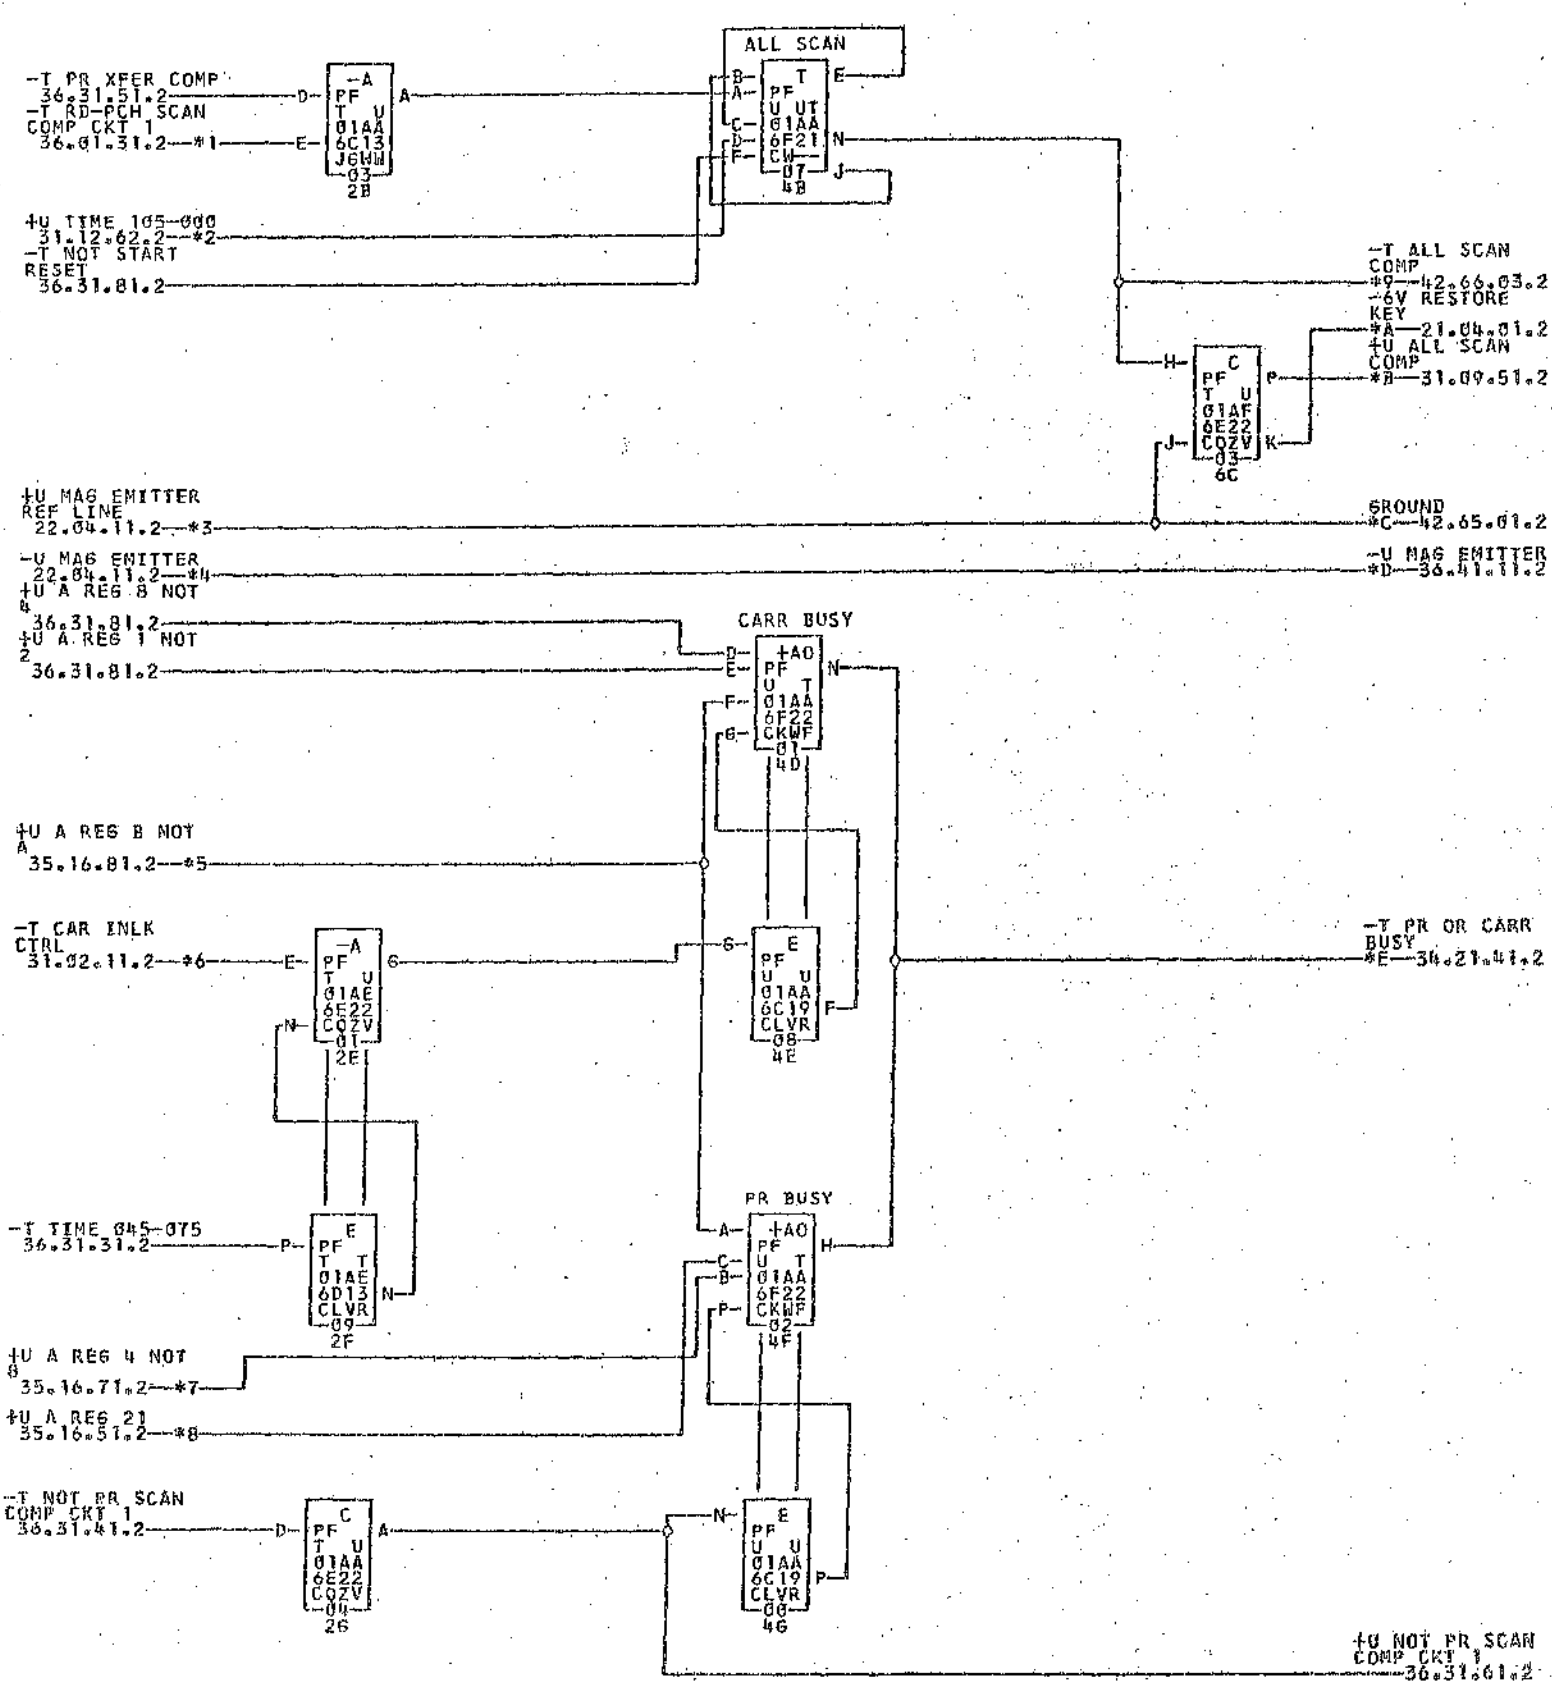 ALL SCAN
-T PR XFER COMP
36.31.51.2
-T RD-PCH SCAN
COMP CKT 1
36.01.31.2 *1
D
E
-A
PF
T U
01AA
6C13
J6WW
03
2B
A
B
A
C
D
F
T
PF
U UT
01AA
6F21
CW
07
4B
E
N
J
+U TIME 105-000
31.12.62.2 *2
-T NOT START
RESET
36.31.81.2
-T ALL SCAN
COMP
*9 42.66.03.2
-6V RESTORE
KEY
*A 21.04.01.2
+U ALL SCAN
COMP
*B 31.09.51.2
H
J
C
PF
T U
01AF
6E22
CQZV
03
6C
P
K
+U MAG EMITTER
REF LINE
22.04.11.2 *3
GROUND
*C 42.65.01.2
-U MAG EMITTER
22.04.11.2 *4
-U MAG EMITTER
*D 36.41.11.2
+U A REG 8 NOT
4
36.31.81.2
+U A REG 1 NOT
2
36.31.81.2
CARR BUSY
D
E
F
G
+AO
PF
U T
01AA
6F22
CKWF
01
4D
N
+U A REG B NOT
A
35.16.81.2 *5
-T CAR INLK
CTRL
31.02.11.2 *6
E
N
-A
PF
T U
01AE
6E22
CQZV
01
2E
G
G
E
PF
U U
01AA
6C19
CLVR
08
4E
F
-T PR OR CARR
BUSY
*E 34.21.41.2
-T TIME 045-075
36.31.31.2
P
E
PF
T T
01AE
6D13
CLVR
09
2F
N
PR BUSY
A
C
B
P
+AO
PF
U T
01AA
6F22
CKWF
02
4F
H
+U A REG 4 NOT
8
35.16.71.2 *7
+U A REG 21
35.16.51.2 *8
-T NOT PR SCAN
COMP CKT 1
36.31.41.2
D
C
PF
T U
01AA
6E22
CQZV
04
2G
A
N
E
PF
U U
01AA
6C19
CLVR
00
4G
P
+U NOT PR SCAN
COMP CKT 1
36.31.61.2